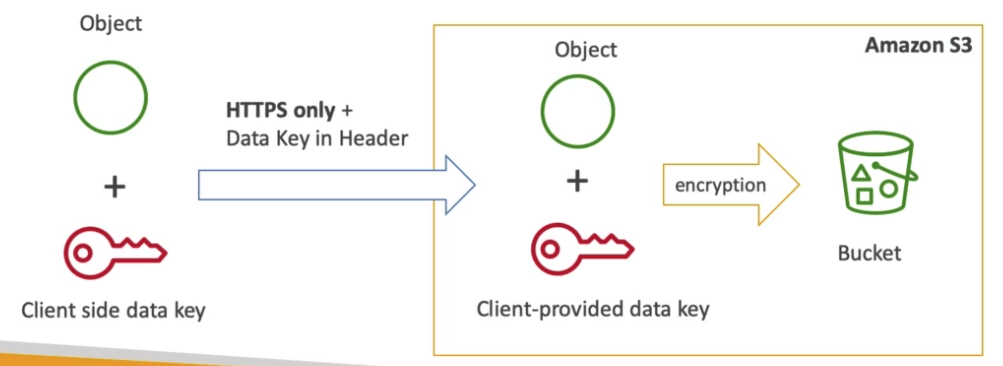 Object
+
Client side data key
HTTPS only +
Data Key in Header
Amazon S3
Object
+
Client-provided data key
encryption
Bucket